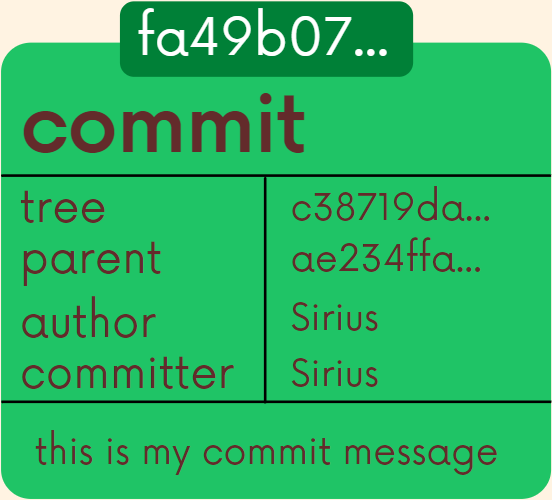 fa49b07...
commit
tree c38719da...
parent ae234ffa...
author Sirius
committer Sirius
this is my commit message